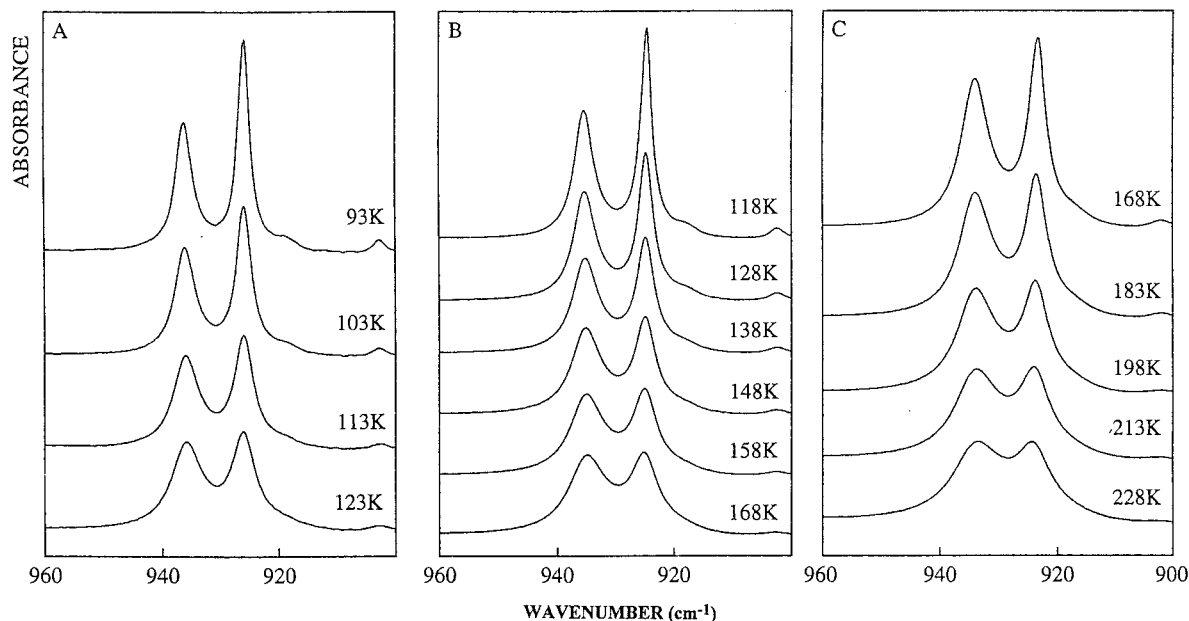 A
B
C
ABSORBANCE
93K
103K
113K
123K
118K
128K
138K
148K
158K
168K
168K
183K
198K
213K
228K
960
940
920
960
940
920
960
940
920
900
WAVENUMBER (cm-1)